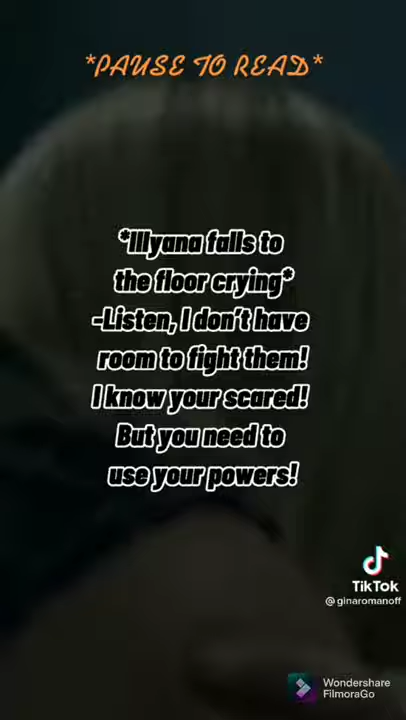 *PAUSE TO READ*
*Illyana falls to
the floor crying*
-Listen, I don't have
room to fight them!
I know your scared!
But you need to
use your powers!
TikTok
@ginaromanoff
Wondershare
FilmoraGo